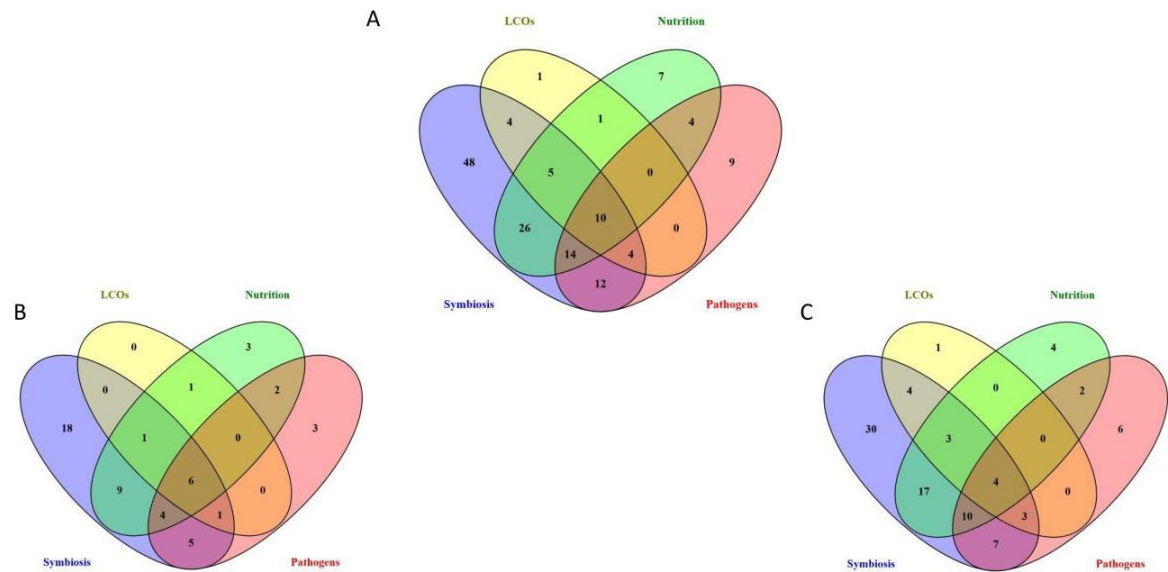 A
LCOs Nutrition
1 7
4 1 4
48 5 0 9
10
26 0
14 4
12
Symbiosis Pathogens
B
LCOs Nutrition
0 3
0 1 2
18 1 0 3
6
9 0
4 1
5
Symbiosis Pathogens
C
LCOs Nutrition
1 4
4 0 2
30 3 0 6
4
17 0
10 3
7
Symbiosis Pathogens